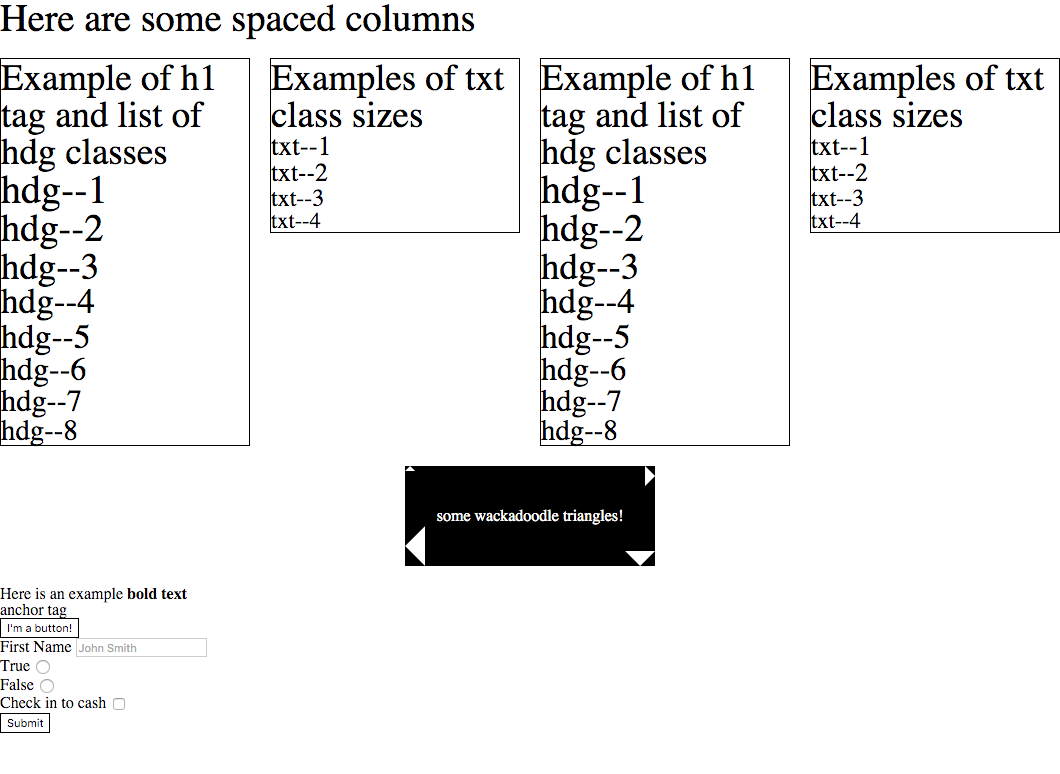 Here are some spaced columns
Example of h1
tag and list of
hdg classes
hdg--1
hdg--2
hdg--3
hdg--4
hdg--5
hdg--6
hdg--7
hdg--8
Examples of txt
class sizes
txt--1
txt--2
txt--3
txt--4
Example of h1
tag and list of
hdg classes
hdg--1
hdg--2
hdg--3
hdg--4
hdg--5
hdg--6
hdg--7
hdg--8
Examples of txt
class sizes
txt--1
txt--2
txt--3
txt--4
some wackadoodle triangles!
Here is an example bold text
anchor tag
I'm a button!
First Name John Smith
True
False
Check in to cash
Submit